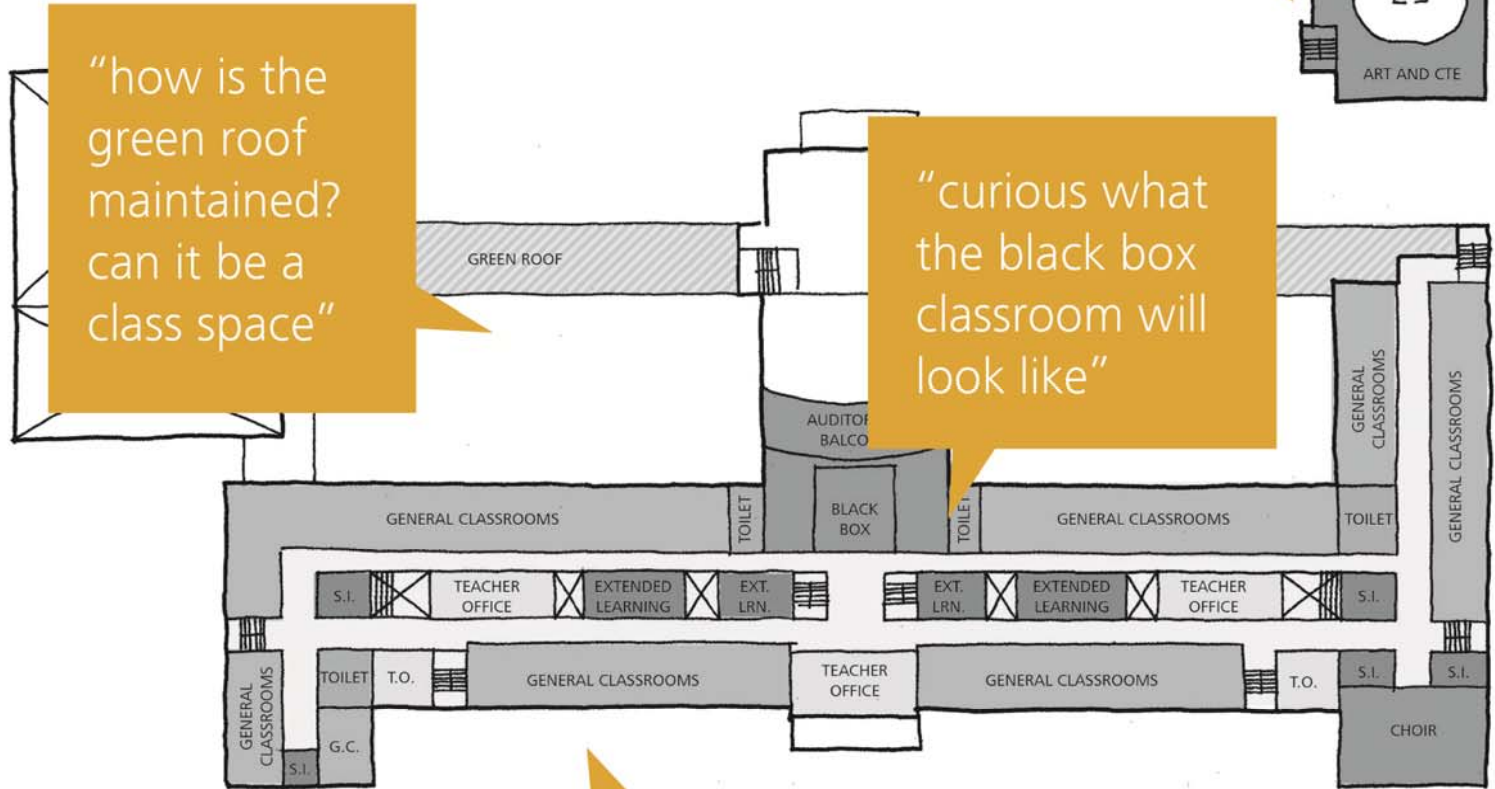 “how is the
green roof
maintained?
can it be a
class space”
ART AND CTE
“curious what
the black box
classroom will
look like”
GREEN ROOF
GENERAL
CLASSROOMS
GENERAL CLASSROOMS
AUDITOR
BALCO
GENERAL CLASSROOMS
TOILET
BLACK
BOX
TOILET
GENERAL CLASSROOMS
TOILET
S.I.
TEACHER
OFFICE
EXTENDED
LEARNING
EXT.
LRN.
EXT.
LRN.
EXTENDED
LEARNING
TEACHER
OFFICE
S.I.
GENERAL
CLASSROOMS
TOILET
T.O.
GENERAL CLASSROOMS
TEACHER
OFFICE
GENERAL CLASSROOMS
T.O.
S.I.
S.I.
G.C.
S.I.
CHOIR